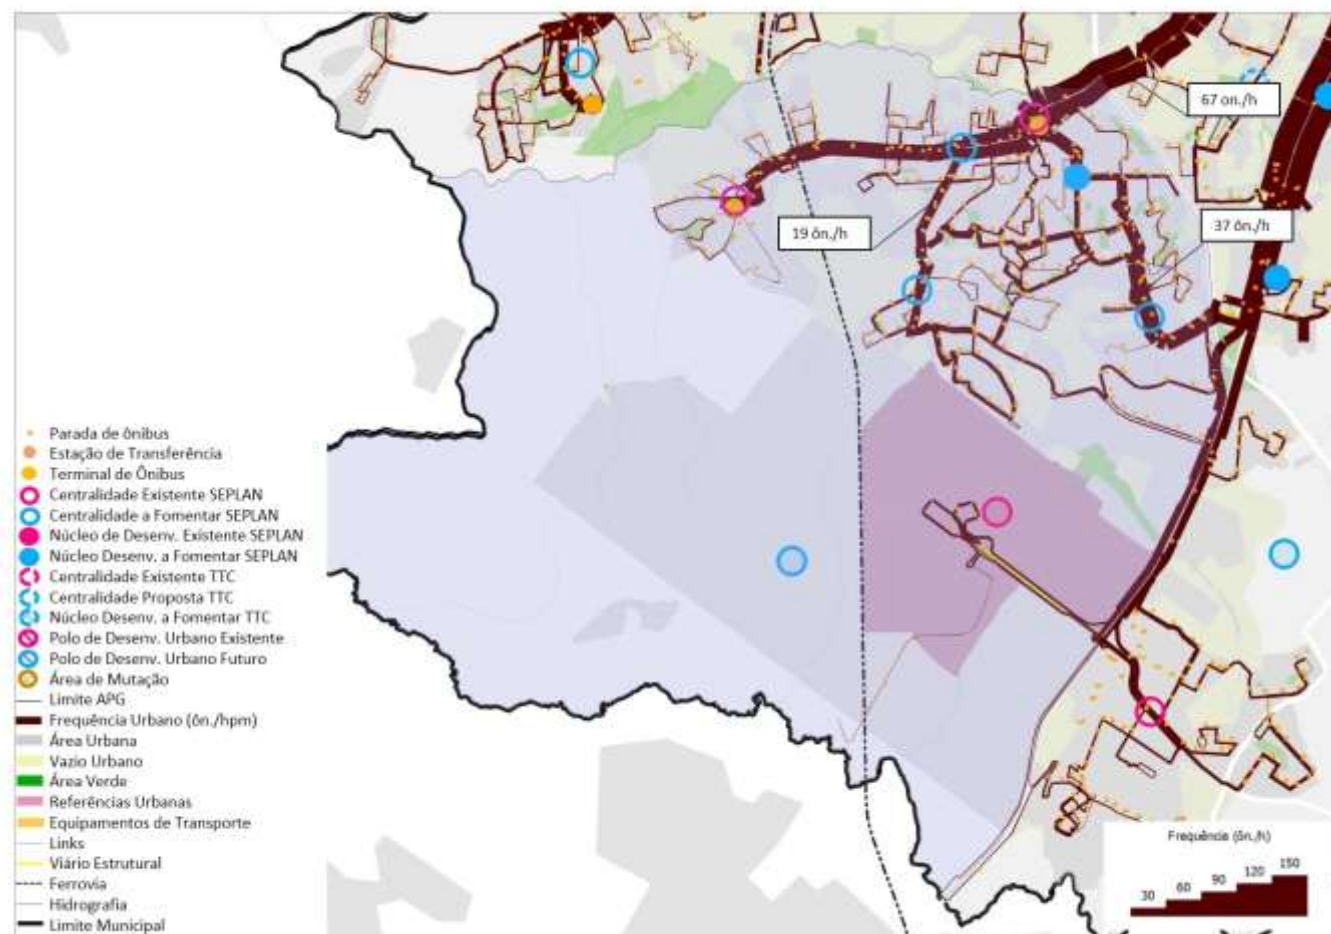 67 on./h
37 ôn./h
19 ôn./h
Parada de ônibus
Estação de Transferência
Terminal de Ônibus
Centralidade Existente SEPLAN
Centralidade a Fomentar SEPLAN
Núcleo de Desenv. Existente SEPLAN
Núcleo Desenv. a Fomentar SEPLAN
Centralidade Existente TTC
Centralidade Proposta TTC
Núcleo Desenv. a Fomentar TTC
Polo de Desenv. Urbano Existente
Polo de Desenv. Urbano Futuro
Área de Mutação
Limite APG
Frequência Urbano (ôn./hpm)
Área Urbana
Vazio Urbano
Área Verde
Referências Urbanas
Equipamentos de Transporte
Links
Viário Estrutural
Ferrovia
Hidrografia
Limite Municipal
Frequência (ôn./h)
30 60 90 120 150